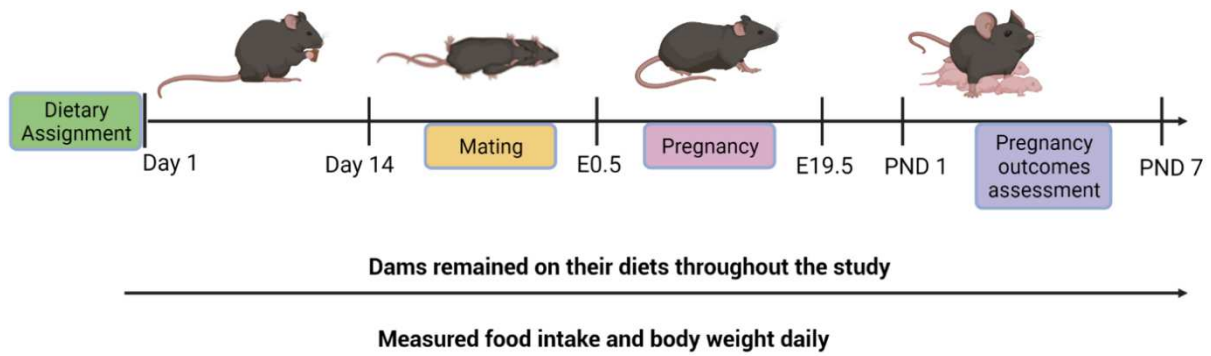 Dietary
Assignment
Day 1
Day 14
Mating
E0.5
Pregnancy
E19.5
PND 1
Pregnancy
outcomes
assessment
PND 7
Dams remained on their diets throughout the study
Measured food intake and body weight daily